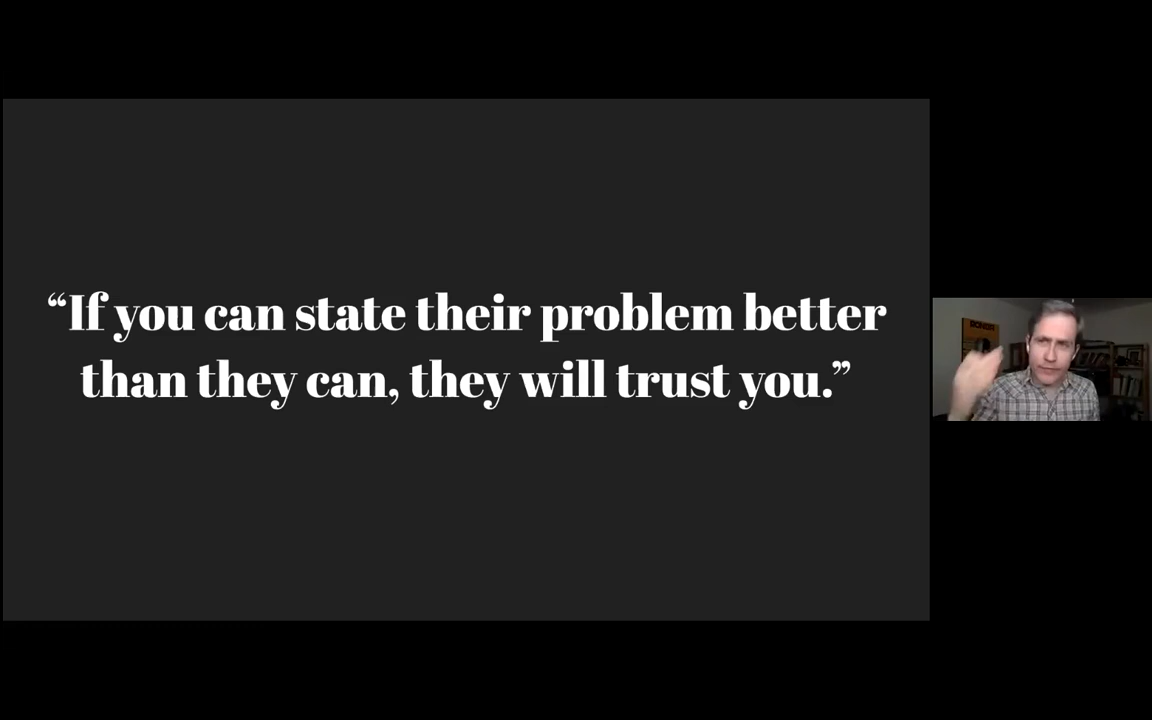 “If you can state their problem better
than they can, they will trust you.”